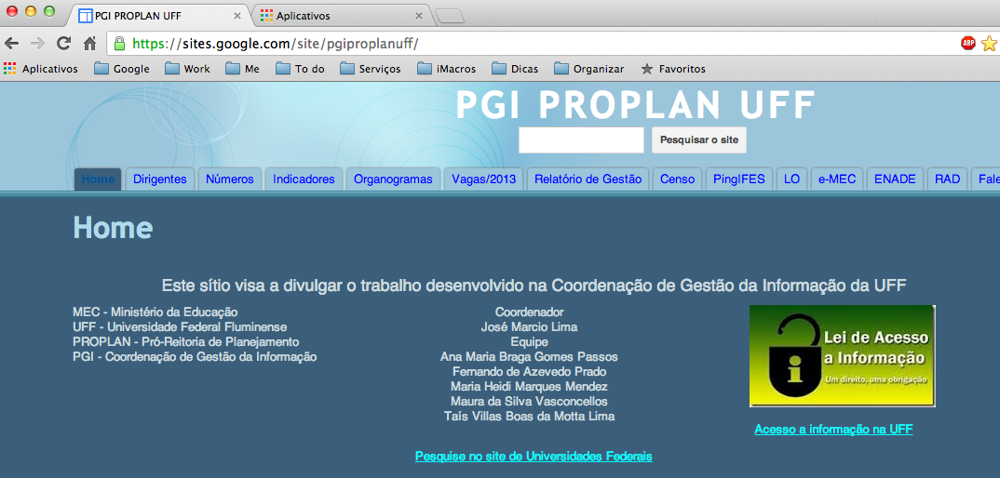 PGI PROPLAN UFF
Aplicativos
https://sites.google.com/site/pgiproplanuff/
ABP
Aplicativos Google Work Me To do Serviços iMacros Dicas Organizar Favoritos
PGI PROPLAN UFF
Pesquisar o site
Home Dirigentes Números Indicadores Organogramas Vagas/2013 Relatório de Gestão Censo PingIFES LO e-MEC ENADE RAD Fale
Home
Este sítio visa a divulgar o trabalho desenvolvido na Coordenação de Gestão da Informação da UFF
MEC - Ministério da Educação
UFF - Universidade Federal Fluminense
PROPLAN - Pró-Reitoria de Planejamento
PGI - Coordenação de Gestão da Informação
Coordenador
José Marcio Lima
Equipe
Ana Maria Braga Gomes Passos
Fernando de Azevedo Prado
Maria Heidi Marques Mendez
Maura da Silva Vasconcellos
Taís Villas Boas da Motta Lima
Lei de Acesso
a Informação
Um direito, uma obrigação
Acesso a informação na UFF
Pesquise no site de Universidades Federais